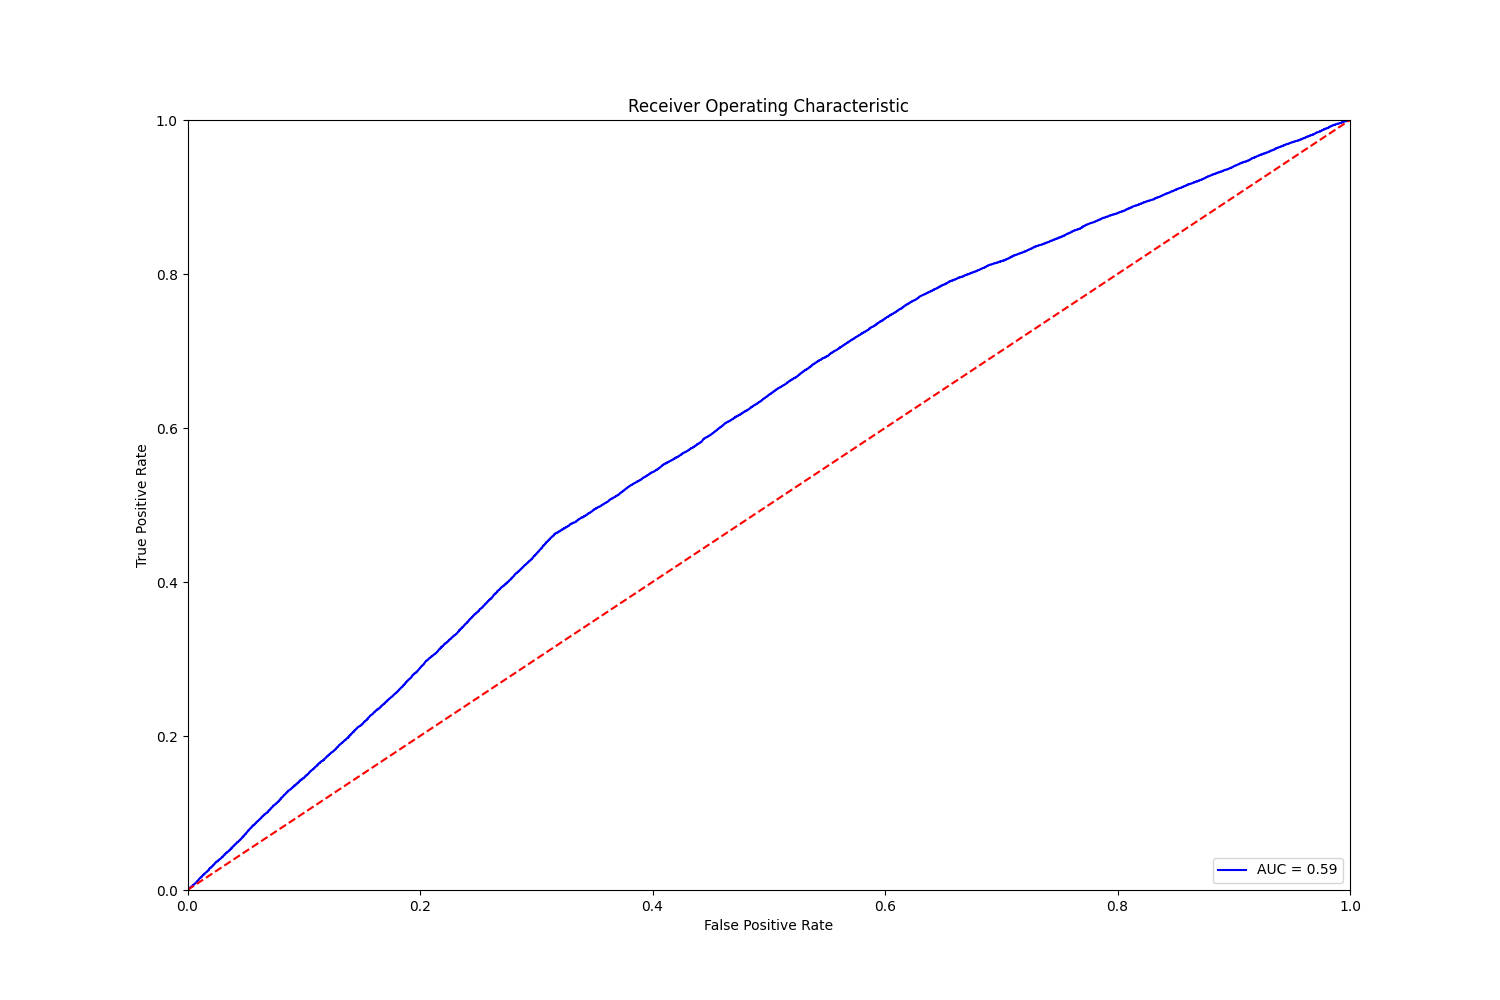 Receiver Operating Characteristic
1.0
0.8
0.6
0.4
0.2
0.0
True Positive Rate
AUC = 0.59
0.0 0.2 0.4 0.6 0.8 1.0
False Positive Rate